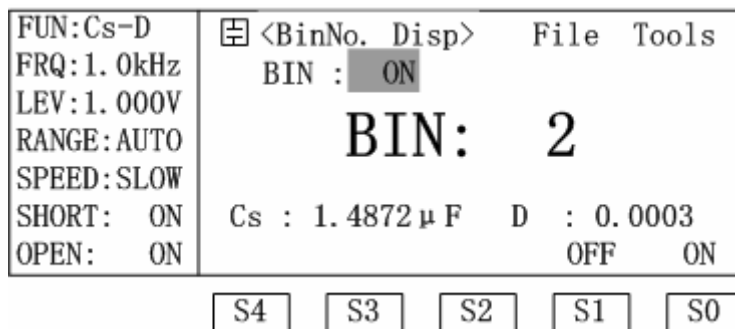 FUN:Cs-D
FRQ:1.0kHz
LEV:1.000V
RANGE:AUTO
SPEED:SLOW
SHORT: ON
OPEN: ON
<BinNo. Disp> File Tools
BIN : ON
BIN: 2
Cs : 1.4872μF D : 0.0003
OFF ON
S4 S3 S2 S1 S0